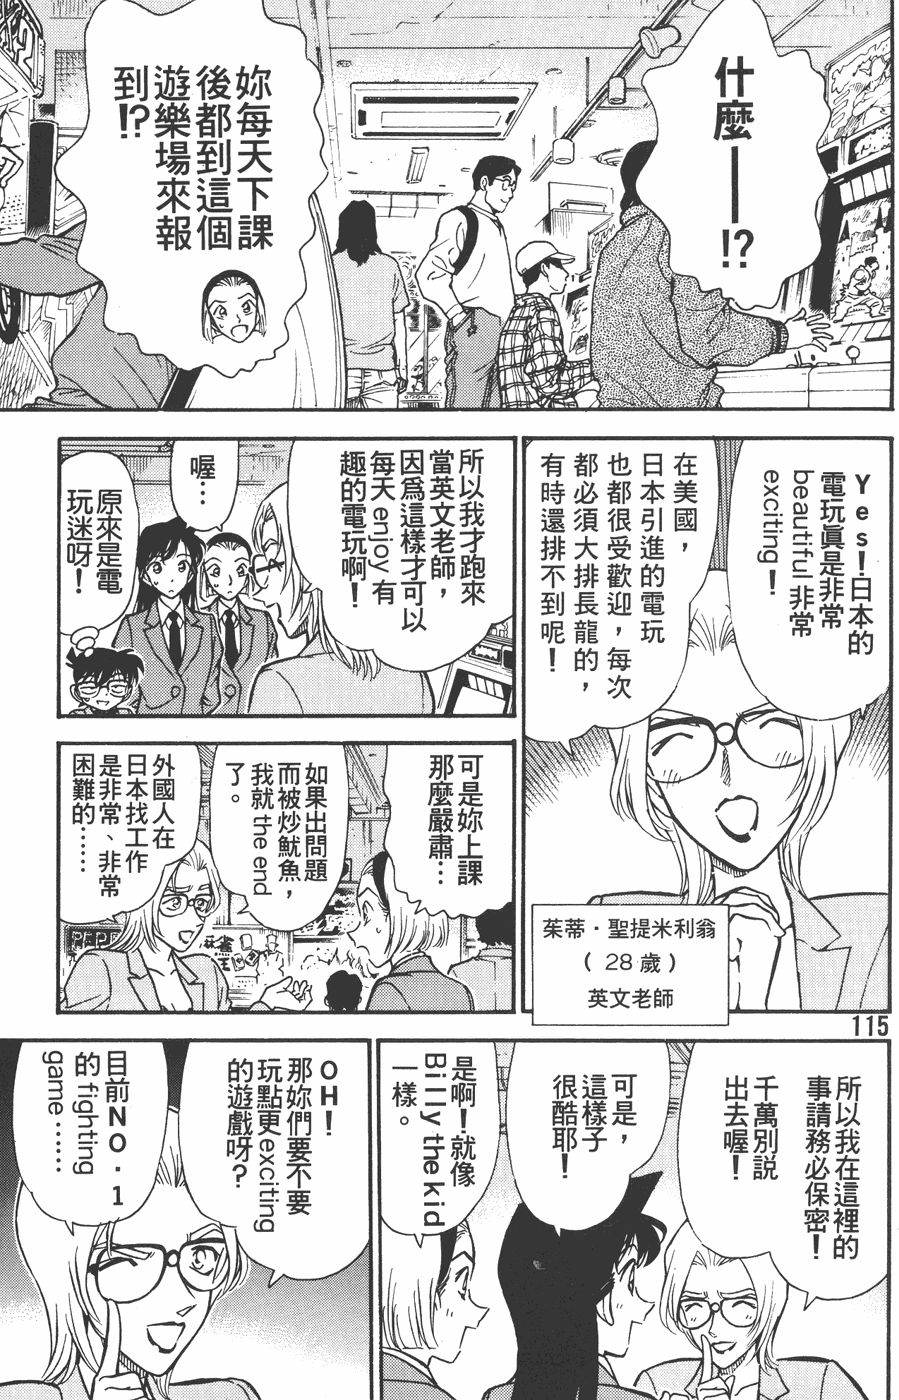 什麼——!?
妳每天下課
後都到這個
遊樂場來報
到!?
Yes!日本的
電玩眞是非常
beautiful非常
exciting!
在美國，
日本引進的電玩
也都很受歡迎，每次
都必須大排長龍的，
有時還排不到呢!
所以我才跑來
當英文老師，
因爲這樣才可以
每天enjoy有
趣的電玩啊!
喔…
原來是電
玩迷呀!
茱蒂·聖提米利翁
(28歲)
英文老師
可是妳上課
那麼嚴肅…
如果出問題
而被炒魷魚，
我就the end
了。
外國人在
日本找工作
是非常、非常
困難的……
115
所以我在這裡的
事請務必保密!
千萬別說
出去喔!
可是，
這樣子
很酷耶!
是啊!就像
Billy the kid
一樣。
OH!
那妳們要不要
玩點更exciting
的遊戲呀?
目前NO.1
的fighting
game……